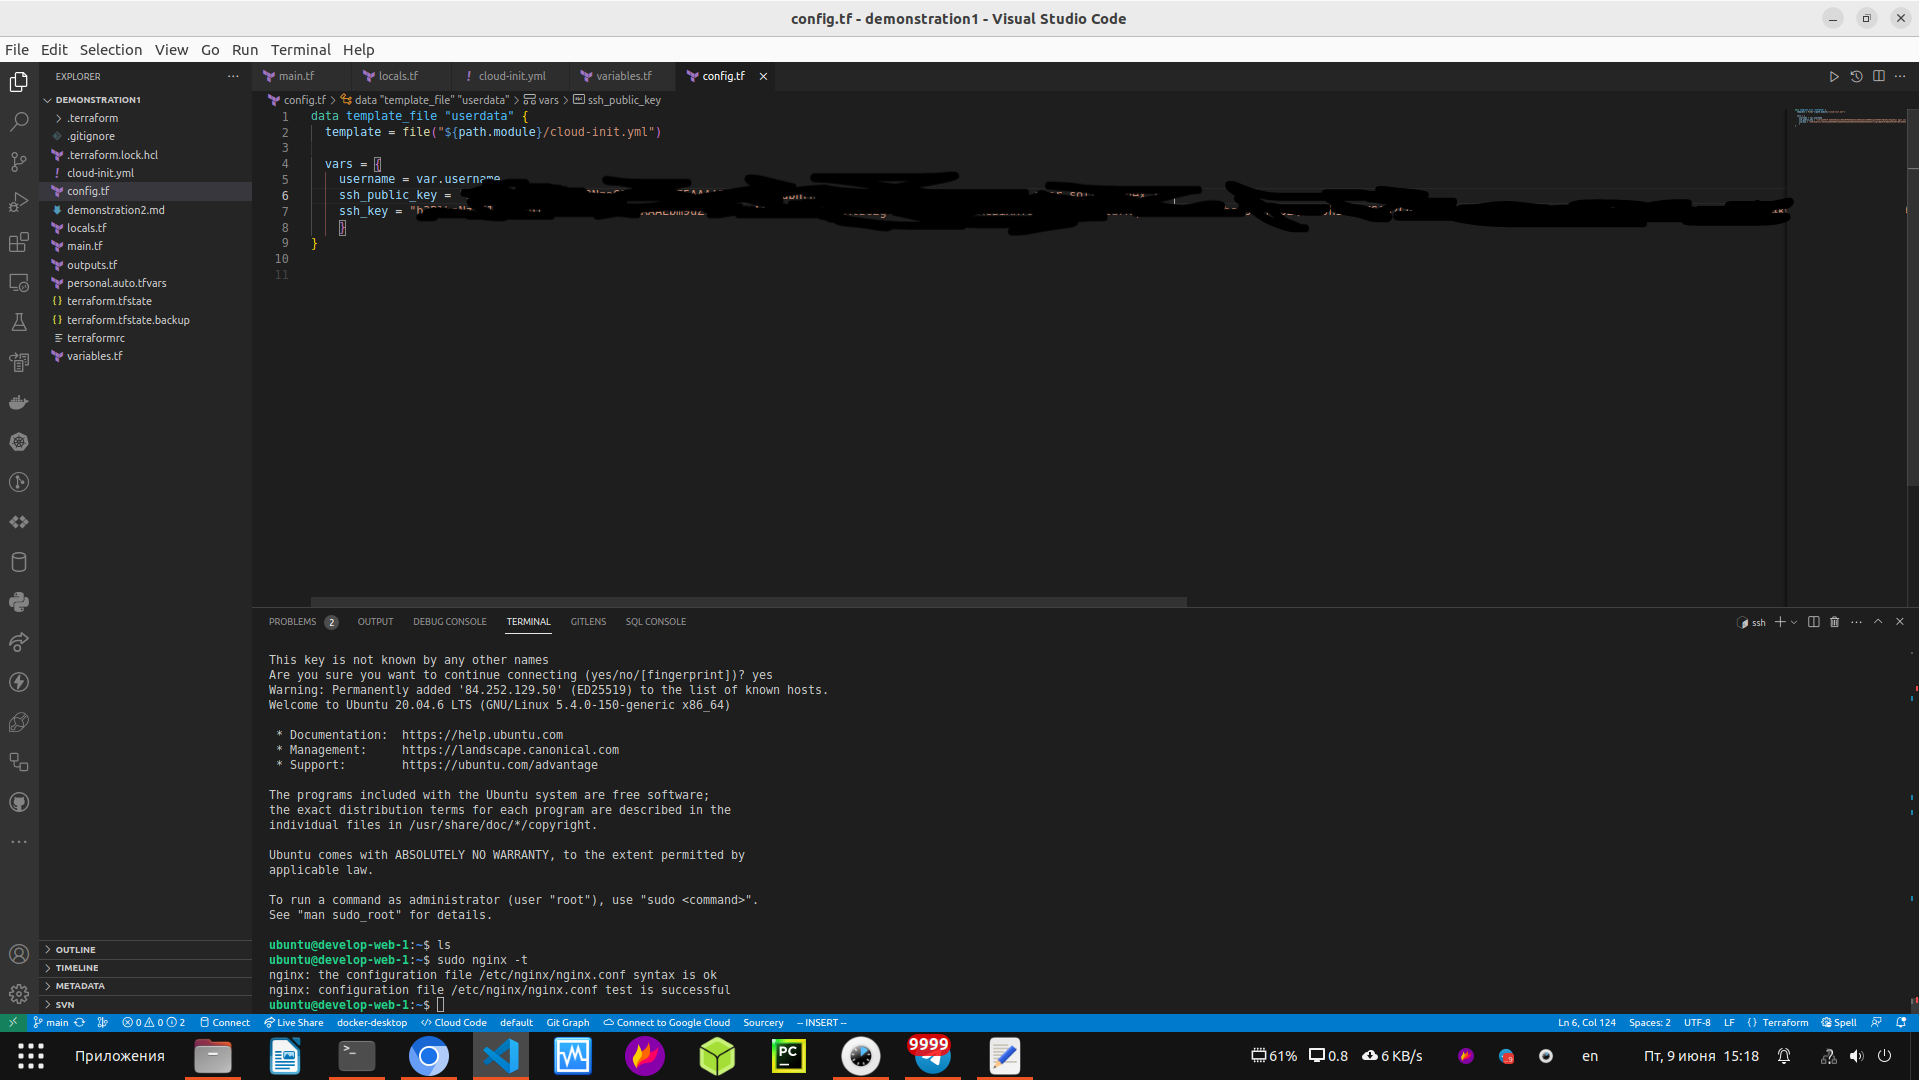 config.tf - demonstration1 - Visual Studio Code
File Edit Selection View Go Run Terminal Help
EXPLORER
DEMONSTRATION1
.terraform
.gitignore
.terraform.lock.hcl
cloud-init.yml
config.tf
demonstration2.md
locals.tf
main.tf
outputs.tf
personal.auto.tfvars
terraform.tfstate
terraform.tfstate.backup
terraformrc
variables.tf
OUTLINE
TIMELINE
METADATA
SVN
main.tf locals.tf cloud-init.yml variables.tf config.tf
config.tf > data "template_file" "userdata" > vars > ssh_public_key
1 data template_file "userdata" {
2 template = file("${path.module}/cloud-init.yml")
3
4 vars = {
5 username = var.username
6 ssh_public_key =
7 ssh_key = "
8 }
9 }
10
11
PROBLEMS 2 OUTPUT DEBUG CONSOLE TERMINAL GITLENS SQL CONSOLE
ssh
This key is not known by any other names
Are you sure you want to continue connecting (yes/no/[fingerprint])? yes
Warning: Permanently added '84.252.129.50' (ED25519) to the list of known hosts.
Welcome to Ubuntu 20.04.6 LTS (GNU/Linux 5.4.0-150-generic x86_64)
* Documentation: https://help.ubuntu.com
* Management: https://landscape.canonical.com
* Support: https://ubuntu.com/advantage
The programs included with the Ubuntu system are free software;
the exact distribution terms for each program are described in the
individual files in /usr/share/doc/*/copyright.
Ubuntu comes with ABSOLUTELY NO WARRANTY, to the extent permitted by
applicable law.
To run a command as administrator (user "root"), use "sudo <command>".
See "man sudo_root" for details.
ubuntu@develop-web-1:~$ ls
ubuntu@develop-web-1:~$ sudo nginx -t
nginx: the configuration file /etc/nginx/nginx.conf syntax is ok
nginx: configuration file /etc/nginx/nginx.conf test is successful
ubuntu@develop-web-1:~$
main 0 0 2 Connect Live Share docker-desktop Cloud Code default Git Graph Connect to Google Cloud Sourcery -- INSERT -- Ln 6, Col 124 Spaces: 2 UTF-8 LF {} Terraform Spell
Приложения PC 9999 61% 0.8 6 KB/s en Пт, 9 июня 15:18